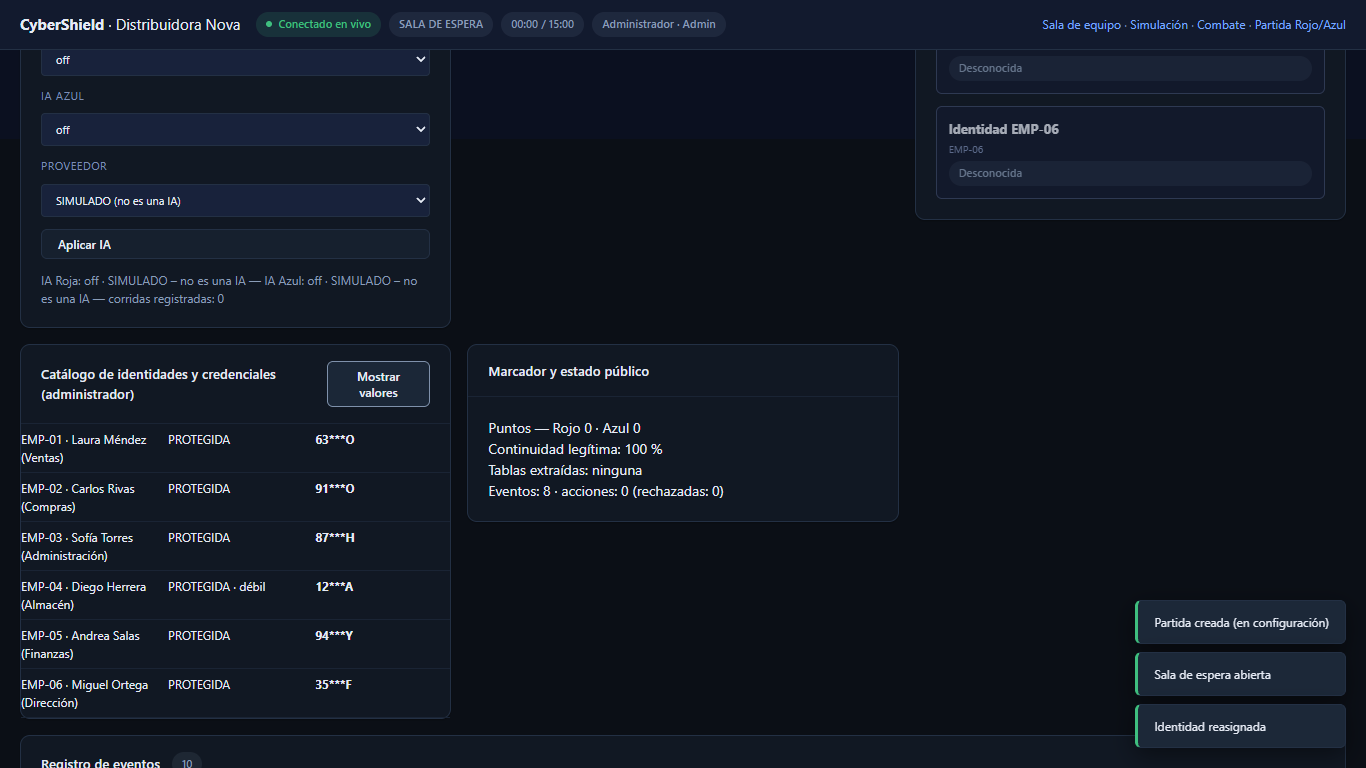 CyberShield · Distribuidora Nova
Conectado en vivo
SALA DE ESPERA
00:00 / 15:00
Administrador · Admin
Sala de equipo · Simulación · Combate · Partida Rojo/Azul
off
IA AZUL
off
PROVEEDOR
SIMULADO (no es una IA)
Aplicar IA
IA Roja: off · SIMULADO – no es una IA — IA Azul: off · SIMULADO – no
es una IA — corridas registradas: 0
Desconocida
Identidad EMP-06
EMP-06
Desconocida
Catálogo de identidades y credenciales
(administrador)
Mostrar
valores
EMP-01 · Laura Méndez
(Ventas)
PROTEGIDA
63***O
EMP-02 · Carlos Rivas
(Compras)
PROTEGIDA
91***O
EMP-03 · Sofía Torres
(Administración)
PROTEGIDA
87***H
EMP-04 · Diego Herrera
(Almacén)
PROTEGIDA · débil
12***A
EMP-05 · Andrea Salas
(Finanzas)
PROTEGIDA
94***Y
EMP-06 · Miguel Ortega
(Dirección)
PROTEGIDA
35***F
Marcador y estado público
Puntos — Rojo 0 · Azul 0
Continuidad legítima: 100 %
Tablas extraídas: ninguna
Eventos: 8 · acciones: 0 (rechazadas: 0)
Partida creada (en configuración)
Sala de espera abierta
Identidad reasignada
Registro de eventos
10